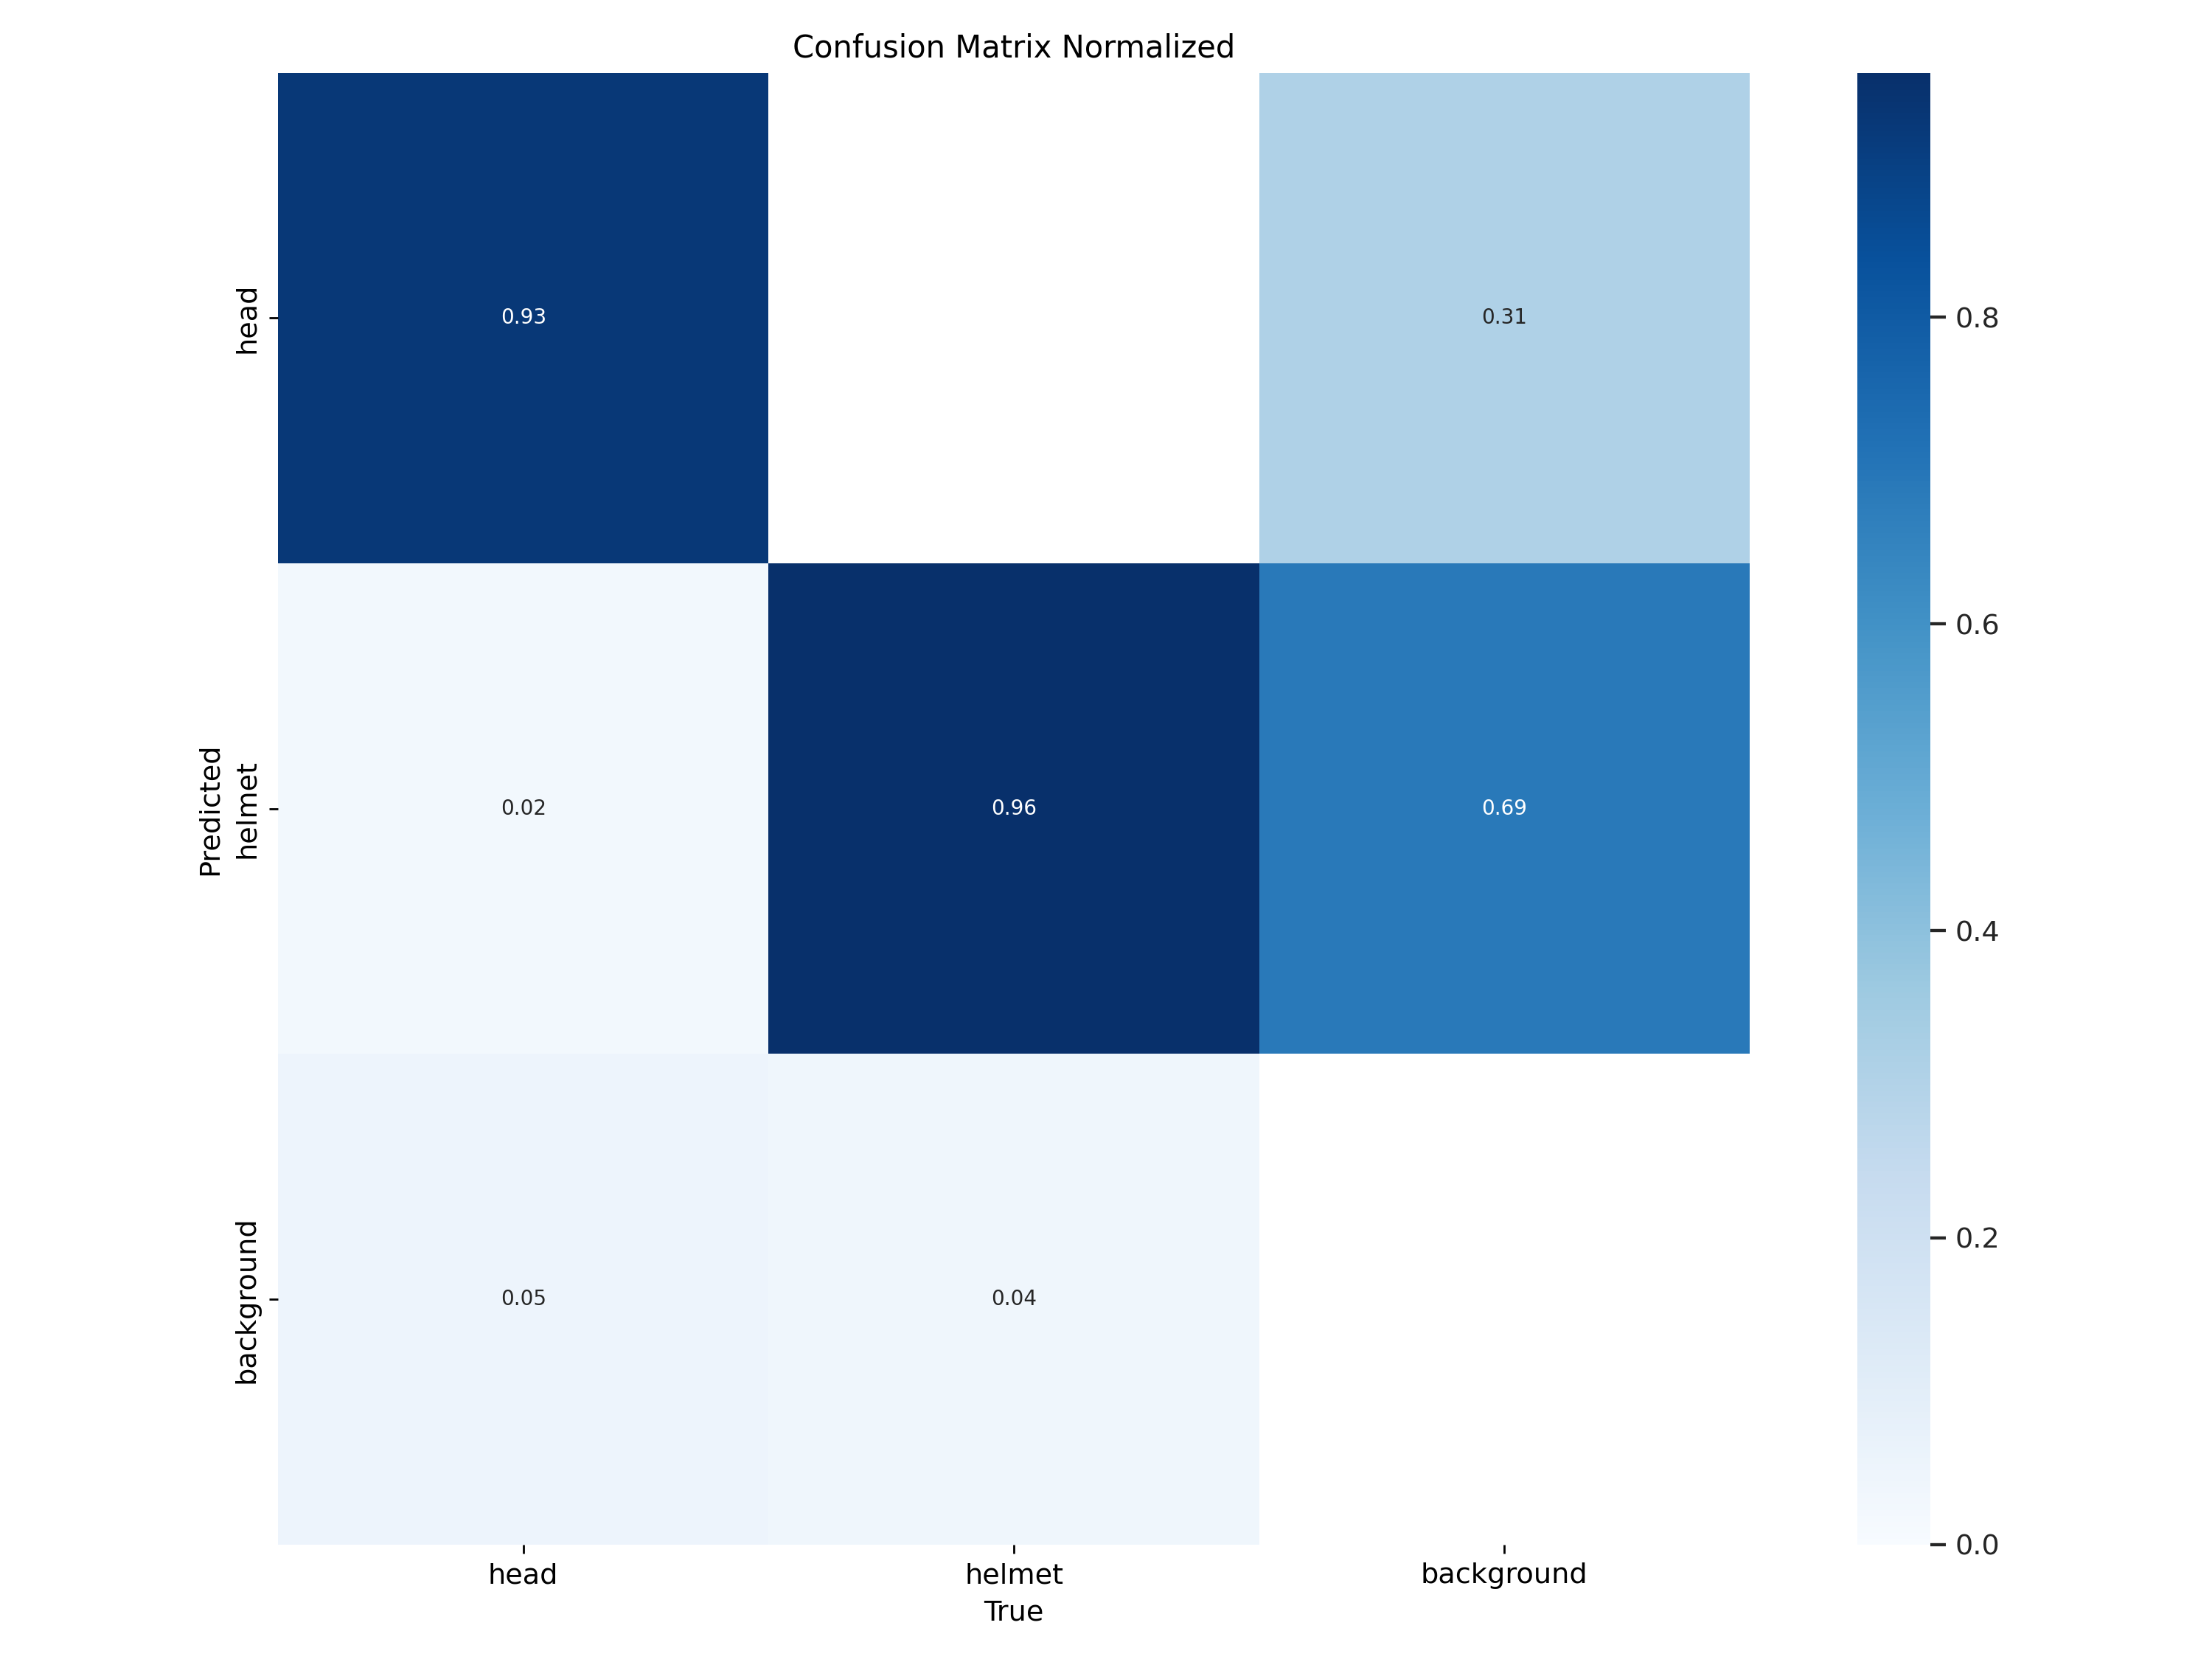 Confusion Matrix Normalized
head
0.93
0.31
0.8
0.6
Predicted
helmet
0.02
0.96
0.69
0.4
0.2
background
0.05
0.04
0.0
head
helmet
background
True